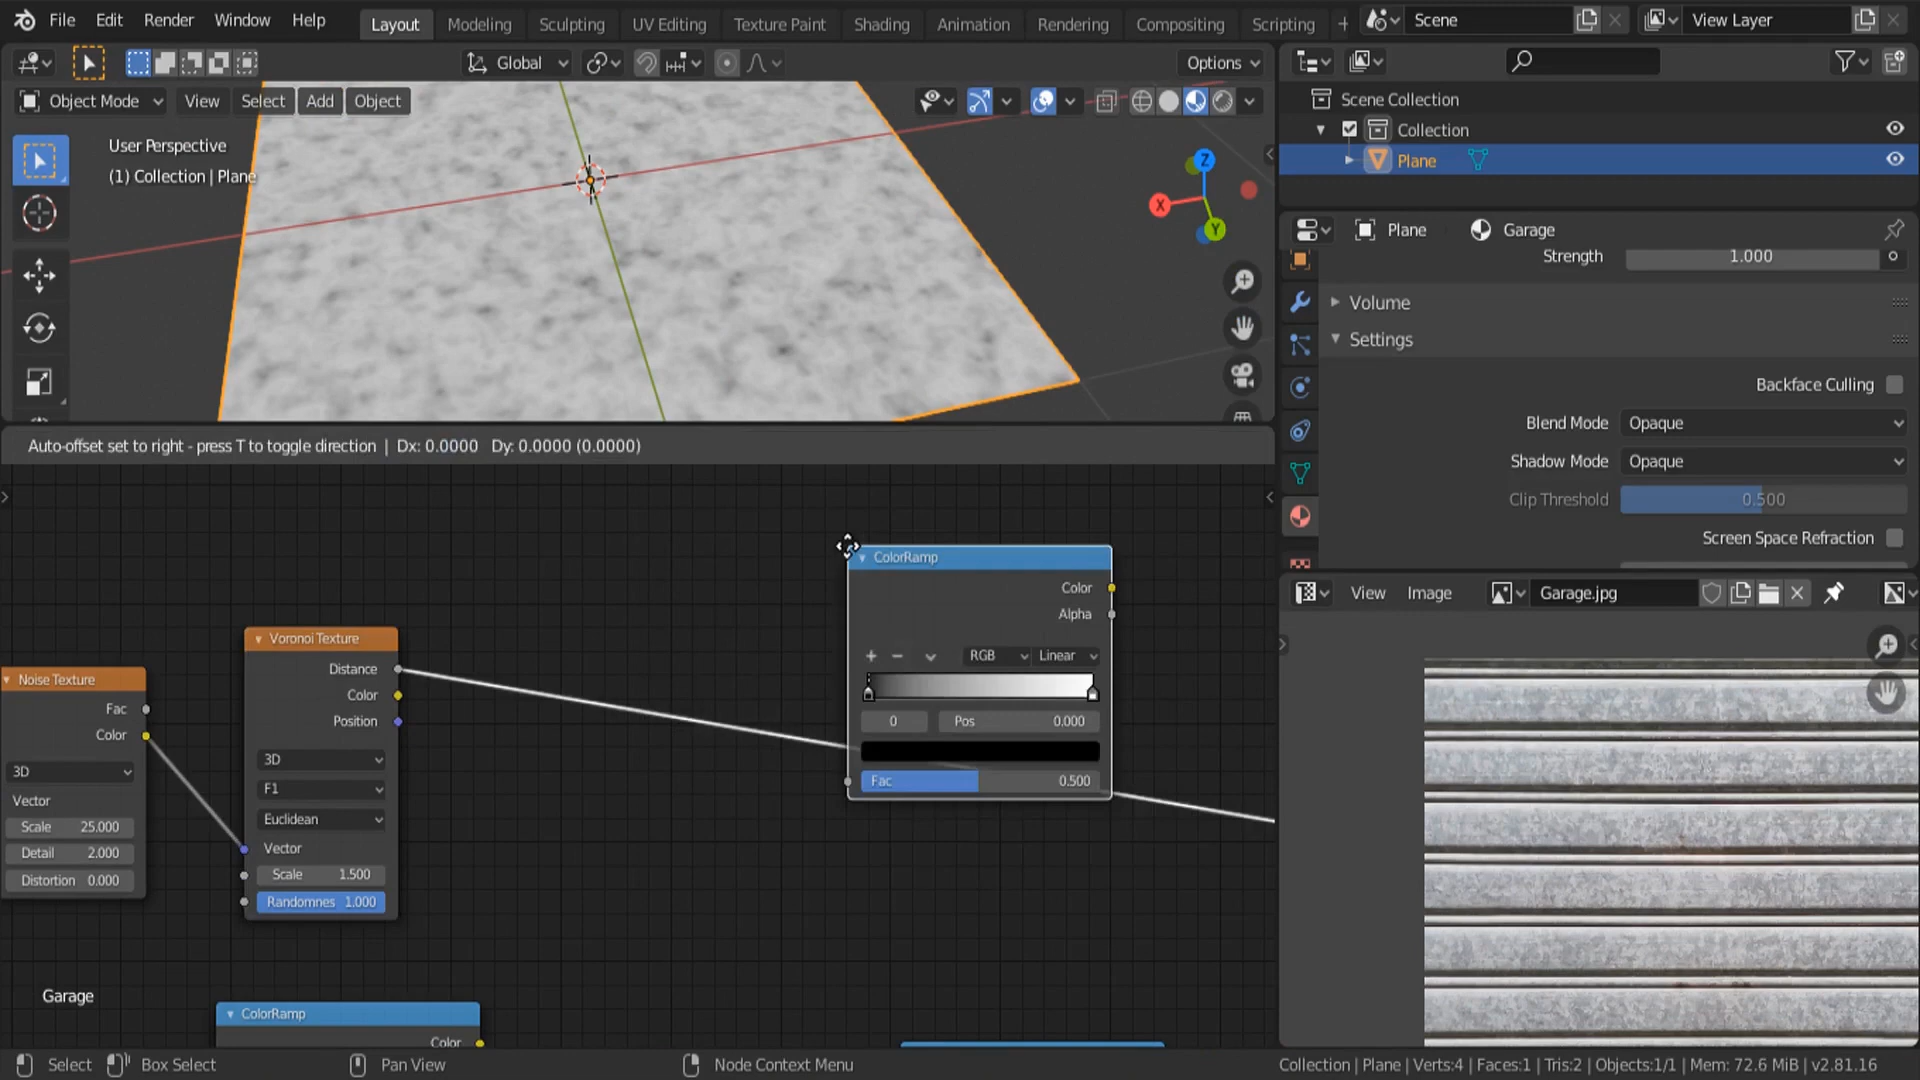 File Edit Render Window Help Layout Modeling Sculpting UV Editing Texture Paint Shading Animation Rendering Compositing Scripting + Scene View Layer
Global Options
Object Mode View Select Add Object
User Perspective
(1) Collection | Plane
Z
X
Y
Scene Collection
Collection
Plane
Plane Garage
Strength 1.000
Volume
Settings
Backface Culling
Blend Mode Opaque
Shadow Mode Opaque
Clip Threshold 0.500
Screen Space Refraction
View Image Garage.jpg
Auto-offset set to right - press T to toggle direction | Dx: 0.0000 Dy: 0.0000 (0.0000)
Noise Texture
Fac
Color
3D
Vector
Scale 25.000
Detail 2.000
Distortion 0.000
Voronoi Texture
Distance
Color
Position
3D
F1
Euclidean
Vector
Scale 1.500
Randomnes 1.000
ColorRamp
Color
Alpha
+ − RGB Linear
0 Pos 0.000
Fac 0.500
Garage
ColorRamp
Color
Select Box Select Pan View Node Context Menu
Collection | Plane | Verts:4 | Faces:1 | Tris:2 | Objects:1/1 | Mem: 72.6 MiB | v2.81.16